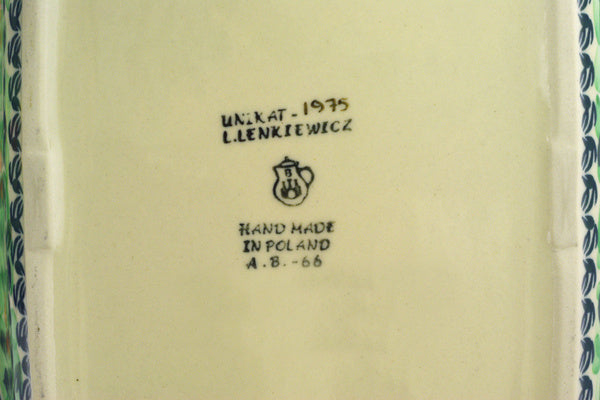 UNIKAT - 1975
L.LENKIEWICZ
B
HAND MADE
IN POLAND
A.B.-66